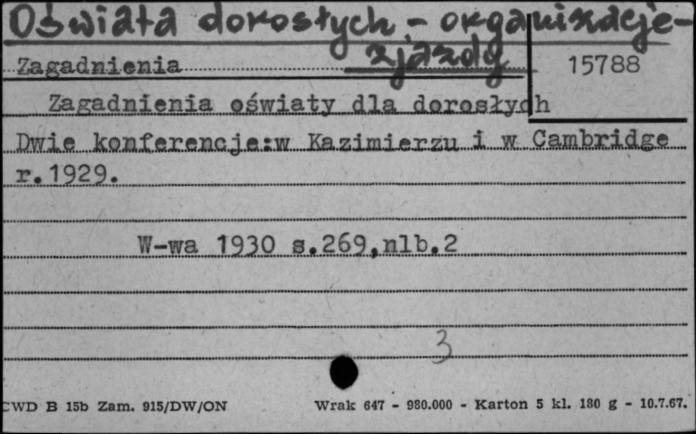 Oświata dorosłych - organizacje-
zjazdy
Zagadnienia
15788
Zagadnienia oświaty dla dorosłych
Dwie konferencje:w Kazimierzu i w Cambridge
r.1929.
W-wa 1930 s.269,nlb.2
3
CWD B 15b Zam. 915/DW/ON
Wrak 647 - 980.000 - Karton 5 kl. 180 g - 10.7.67.